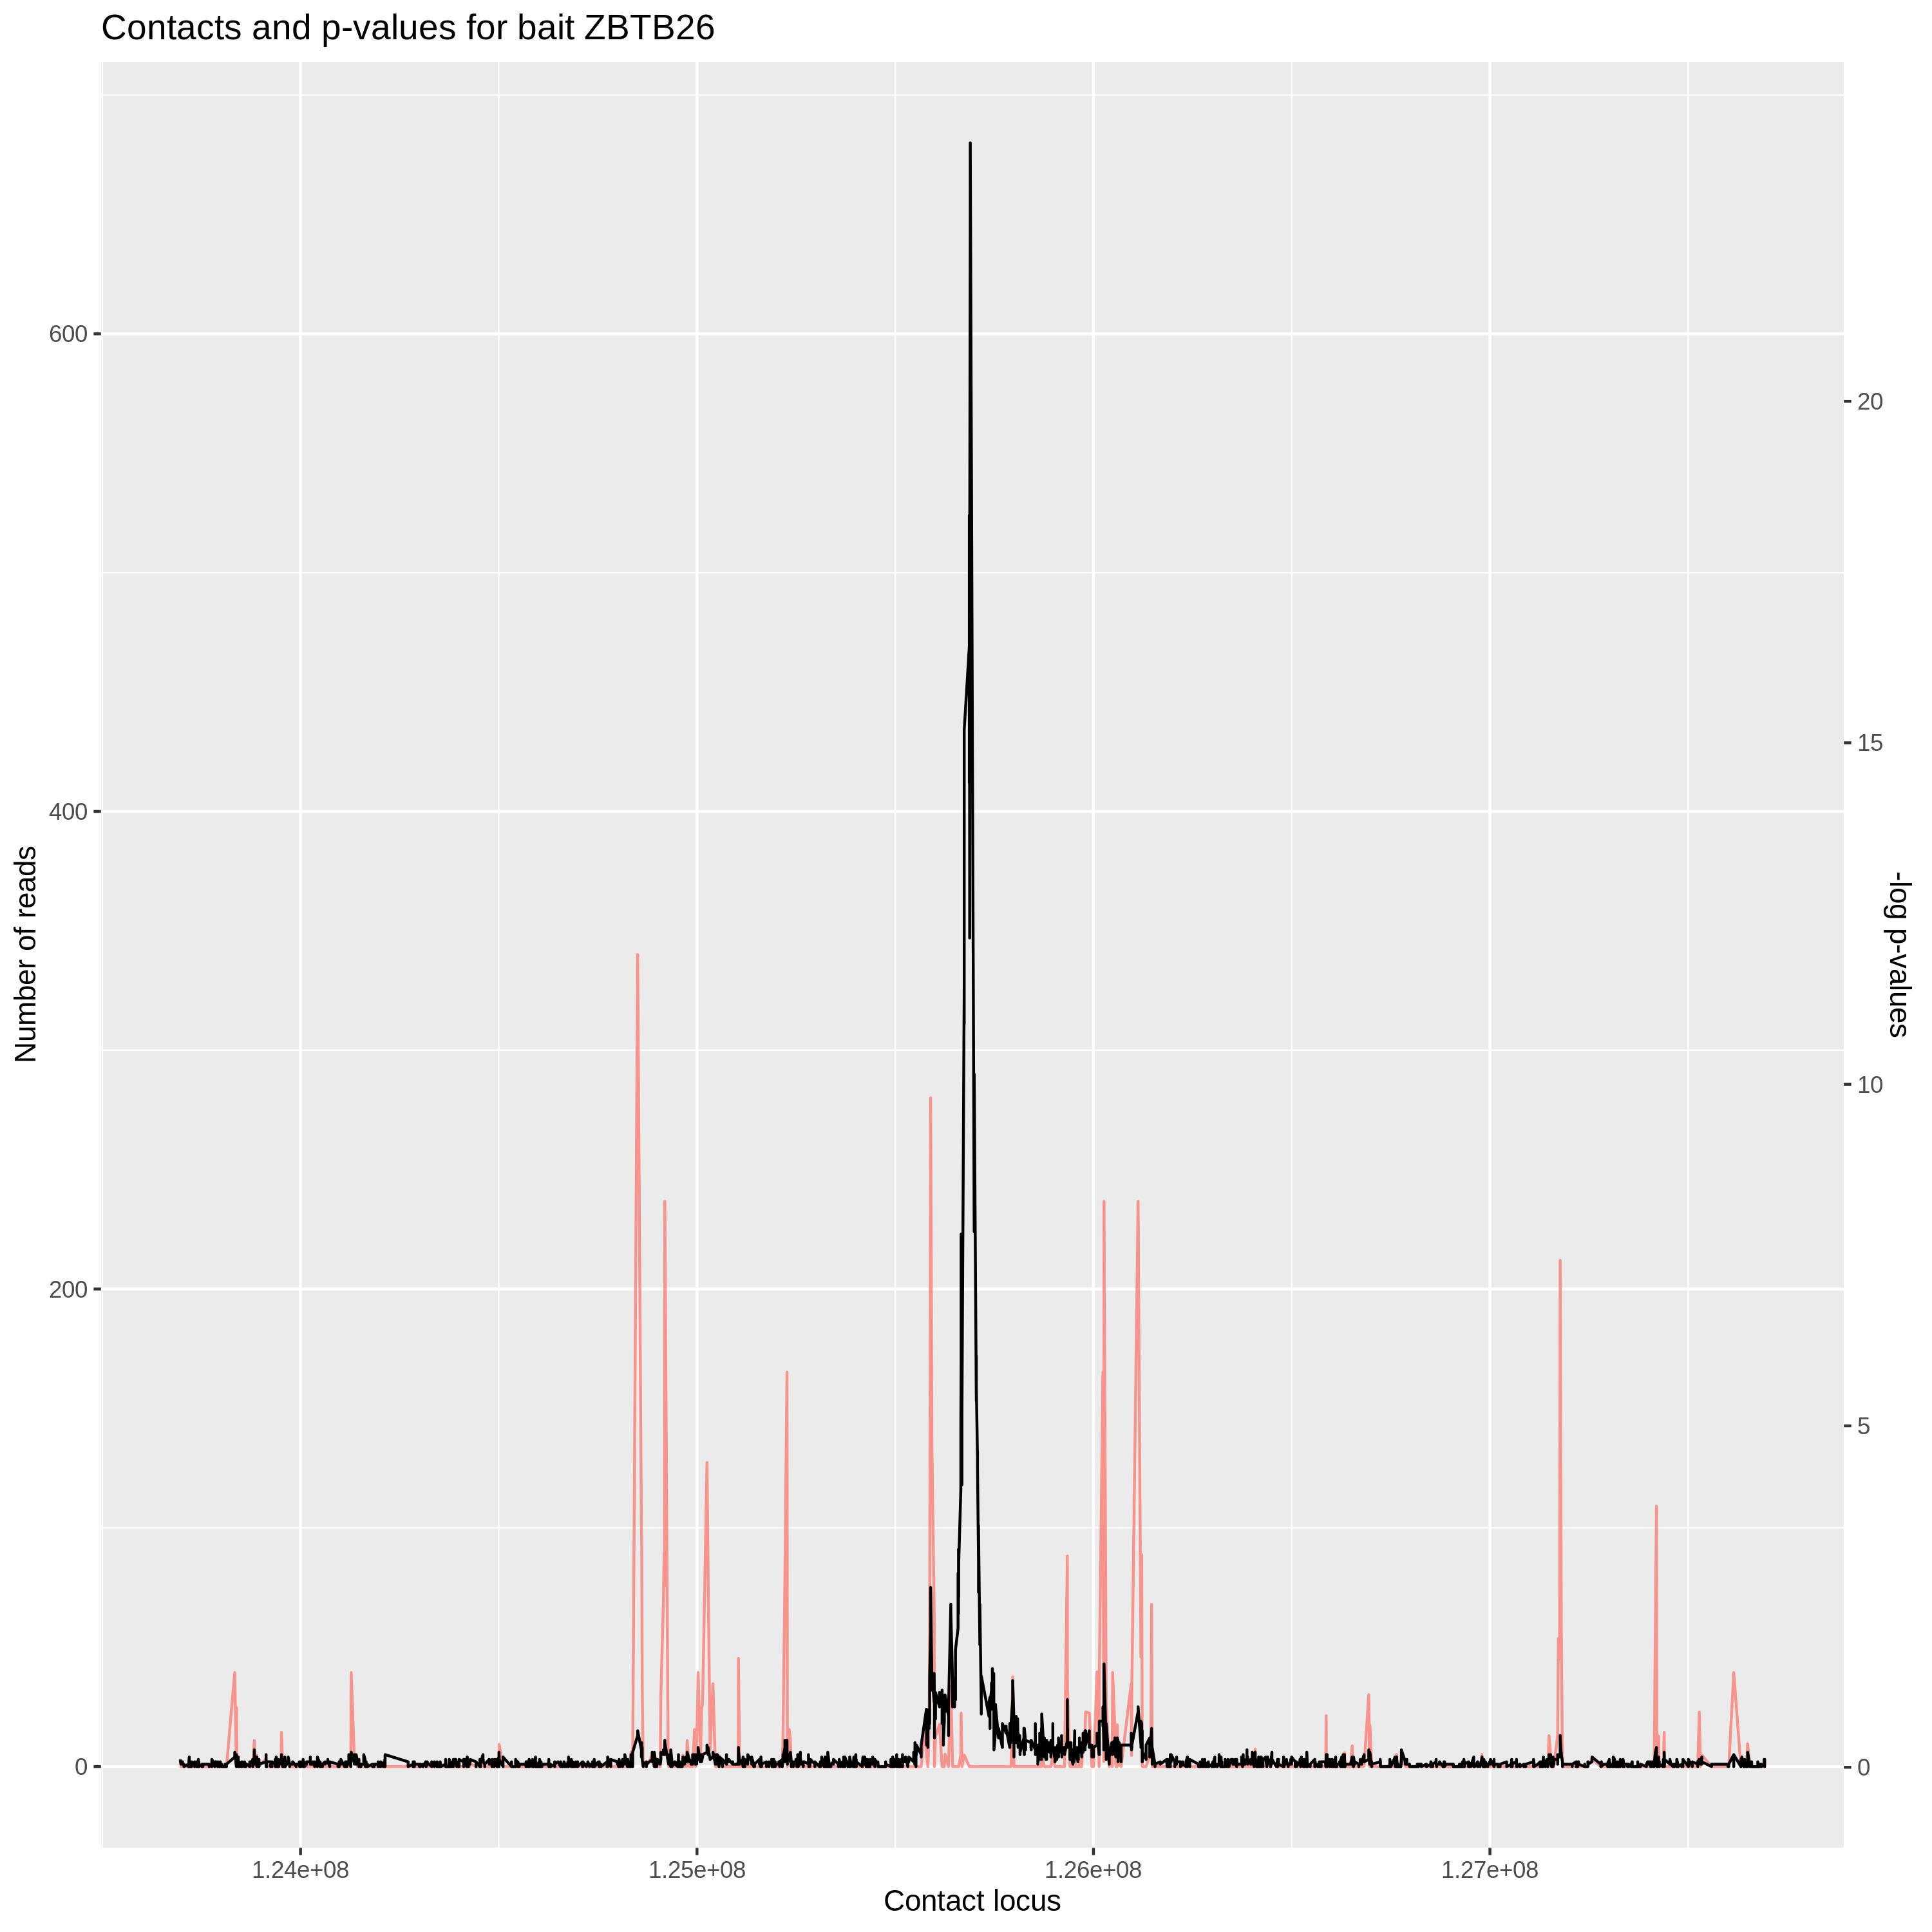 Contacts and p-values for bait ZBTB26
600
400
200
0
Number of reads
20
15
10
5
0
-log p-values
1.24e+08
1.25e+08
1.26e+08
1.27e+08
Contact locus